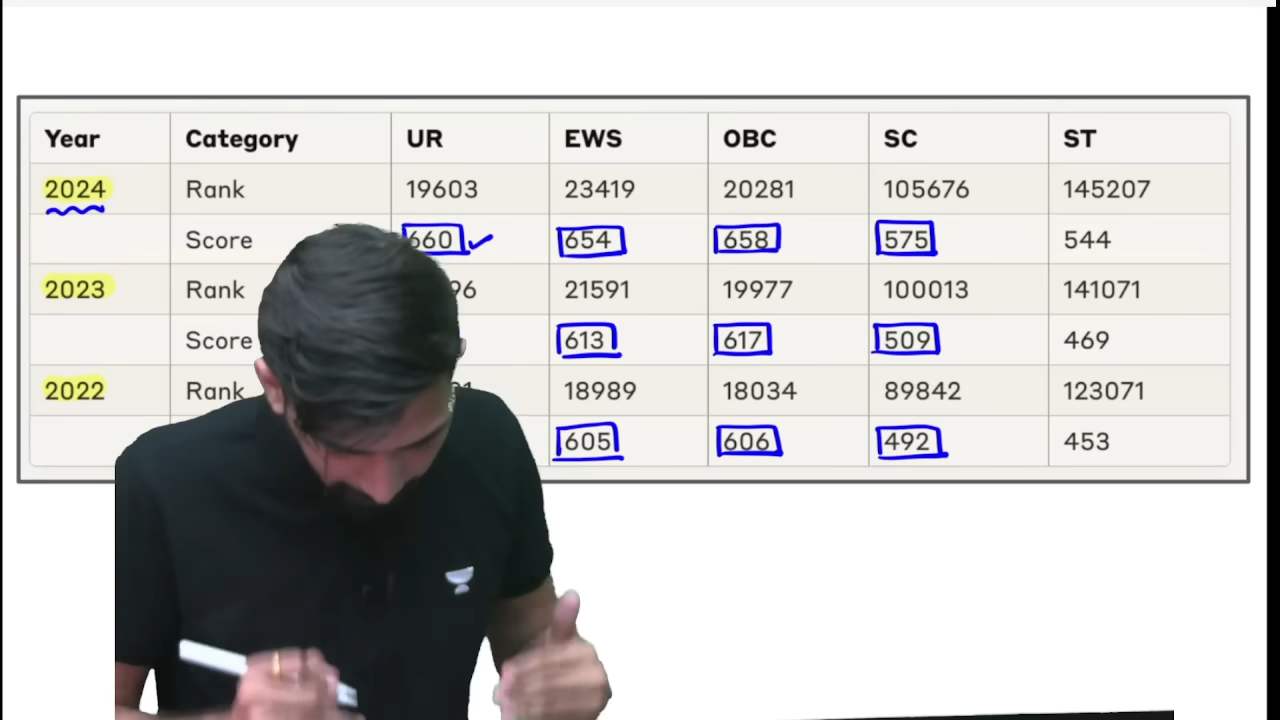 Year Category UR EWS OBC SC ST
2024 Rank 19603 23419 20281 105676 145207
Score 660 654 658 575 544
2023 Rank 96 21591 19977 100013 141071
Score 613 617 509 469
2022 Rank 18989 18034 89842 123071
605 606 492 453